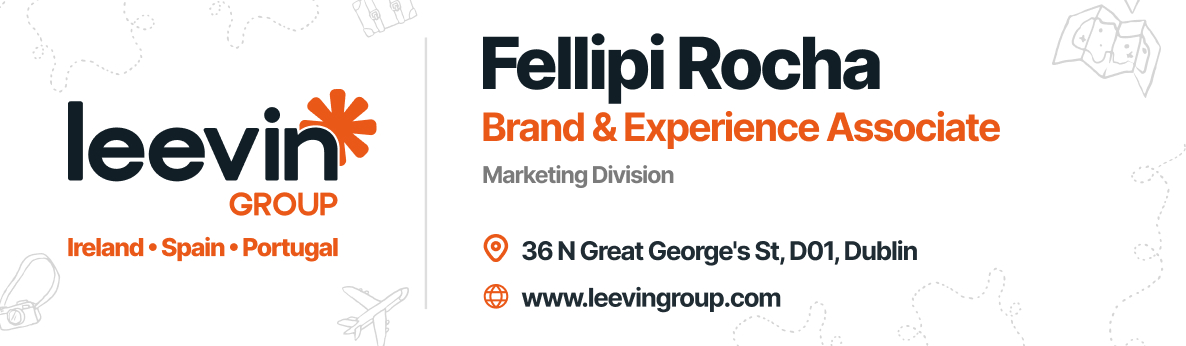 leevin
GROUP
Ireland • Spain • Portugal
Fellipi Rocha
Brand & Experience Associate
Marketing Division
36 N Great George's St, D01, Dublin
www.leevingroup.com